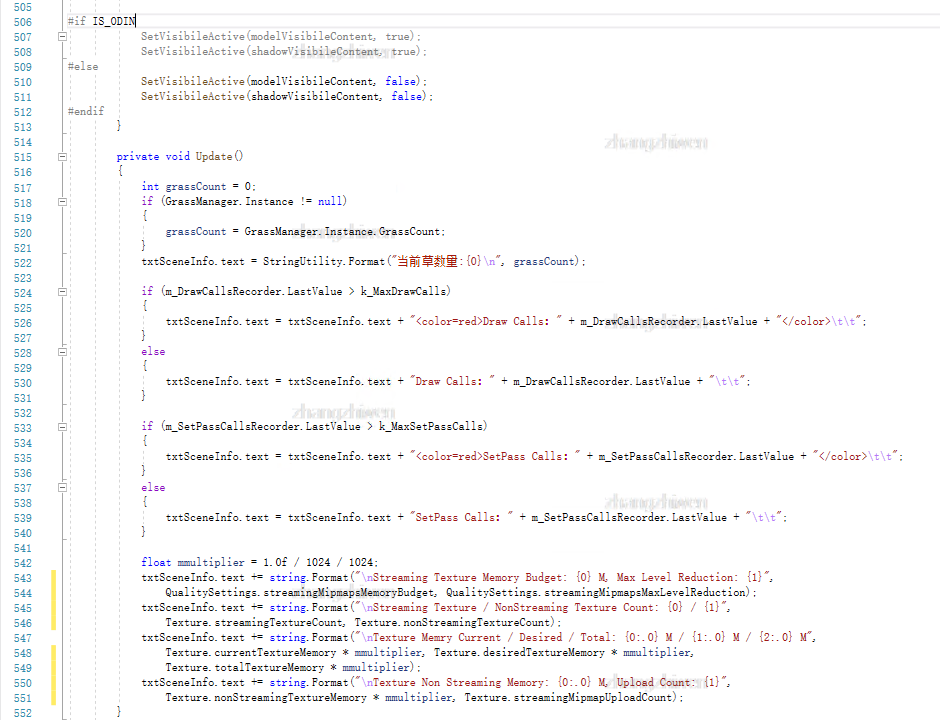 505
506 #if IS_ODIN
507 SetVisibileActive(modelVisibileContent, true);
508 SetVisibileActive(shadowVisibileContent, true);
509 #else
510 SetVisibileActive(modelVisibileContent, false);
511 SetVisibileActive(shadowVisibileContent, false);
512 #endif
513 }
514
515 private void Update()
516 {
517 int grassCount = 0;
518 if (GrassManager.Instance != null)
519 {
520 grassCount = GrassManager.Instance.GrassCount;
521 }
522 txtSceneInfo.text = StringUtility.Format("当前草数量:{0}\n", grassCount);
523
524 if (m_DrawCallsRecorder.LastValue > k_MaxDrawCalls)
525 {
526 txtSceneInfo.text = txtSceneInfo.text + "<color=red>Draw Calls: " + m_DrawCallsRecorder.LastValue + "</color>\t\t";
527 }
528 else
529 {
530 txtSceneInfo.text = txtSceneInfo.text + "Draw Calls: " + m_DrawCallsRecorder.LastValue + "\t\t";
531 }
532
533 if (m_SetPassCallsRecorder.LastValue > k_MaxSetPassCalls)
534 {
535 txtSceneInfo.text = txtSceneInfo.text + "<color=red>SetPass Calls: " + m_SetPassCallsRecorder.LastValue + "</color>\t\t";
536 }
537 else
538 {
539 txtSceneInfo.text = txtSceneInfo.text + "SetPass Calls: " + m_SetPassCallsRecorder.LastValue + "\t\t";
540 }
541
542 float mmultiplier = 1.0f / 1024 / 1024;
543 txtSceneInfo.text += string.Format("\nStreaming Texture Memory Budget: {0} M, Max Level Reduction: {1}",
544 QualitySettings.streamingMipmapsMemoryBudget, QualitySettings.streamingMipmapsMaxLevelReduction);
545 txtSceneInfo.text += string.Format("\nStreaming Texture / NonStreaming Texture Count: {0} / {1}",
546 Texture.streamingTextureCount, Texture.nonStreamingTextureCount);
547 txtSceneInfo.text += string.Format("\nTexture Memry Current / Desired / Total: {0:.0} M / {1:.0} M / {2:.0} M",
548 Texture.currentTextureMemory * mmultiplier, Texture.desiredTextureMemory * mmultiplier,
549 Texture.totalTextureMemory * mmultiplier);
550 txtSceneInfo.text += string.Format("\nTexture Non Streaming Memory: {0:.0} M, Upload Count: {1}",
551 Texture.nonStreamingTextureMemory * mmultiplier, Texture.streamingMipmapUploadCount);
552 }
zhangzhiwen
zhangzhiwen
zhangzhiwen
zhangzhiwen
zhangzhiwen
zhangzhiwen
zhangzhiwen
zhangzhiwen